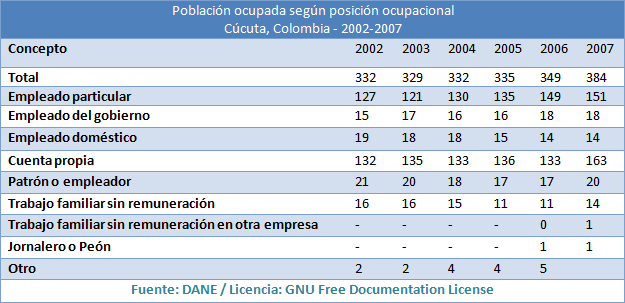 Población ocupada según posición ocupacional
Cúcuta, Colombia - 2002-2007
Concepto 2002 2003 2004 2005 2006 2007
Total 332 329 332 335 349 384
Empleado particular 127 121 130 135 149 151
Empleado del gobierno 15 17 16 16 18 18
Empleado doméstico 19 18 18 15 14 14
Cuenta propia 132 135 133 136 133 163
Patrón o empleador 21 20 18 17 17 20
Trabajo familiar sin remuneración 16 16 15 11 11 14
Trabajo familiar sin remuneración en otra empresa - - - - 0 1
Jornalero o Peón - - - - 1 1
Otro 2 2 4 4 5
Fuente: DANE / Licencia: GNU Free Documentation License